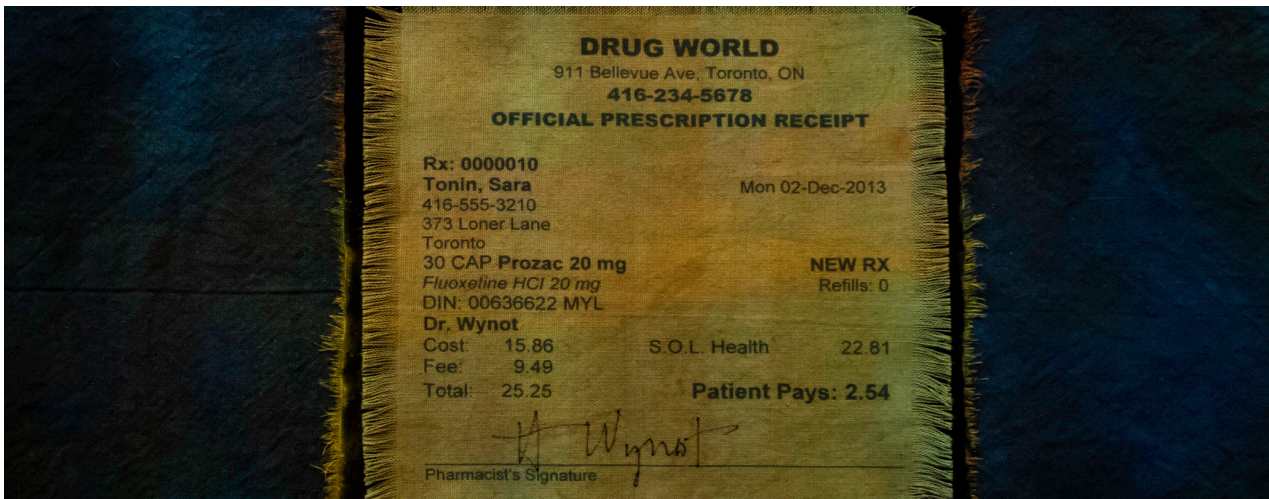 DRUG WORLD
911 Bellevue Ave, Toronto, ON
416-234-5678
OFFICIAL PRESCRIPTION RECEIPT
Rx: 0000010
Tonin, Sara Mon 02-Dec-2013
416-555-3210
373 Loner Lane
Toronto
30 CAP Prozac 20 mg NEW RX
Fluoxetine HCl 20 mg Refills: 0
DIN: 00636622 MYL
Dr. Wynot
Cost: 15.86 S.O.L. Health 22.81
Fee: 9.49
Total: 25.25 Patient Pays: 2.54
H Wynot
Pharmacist's Signature